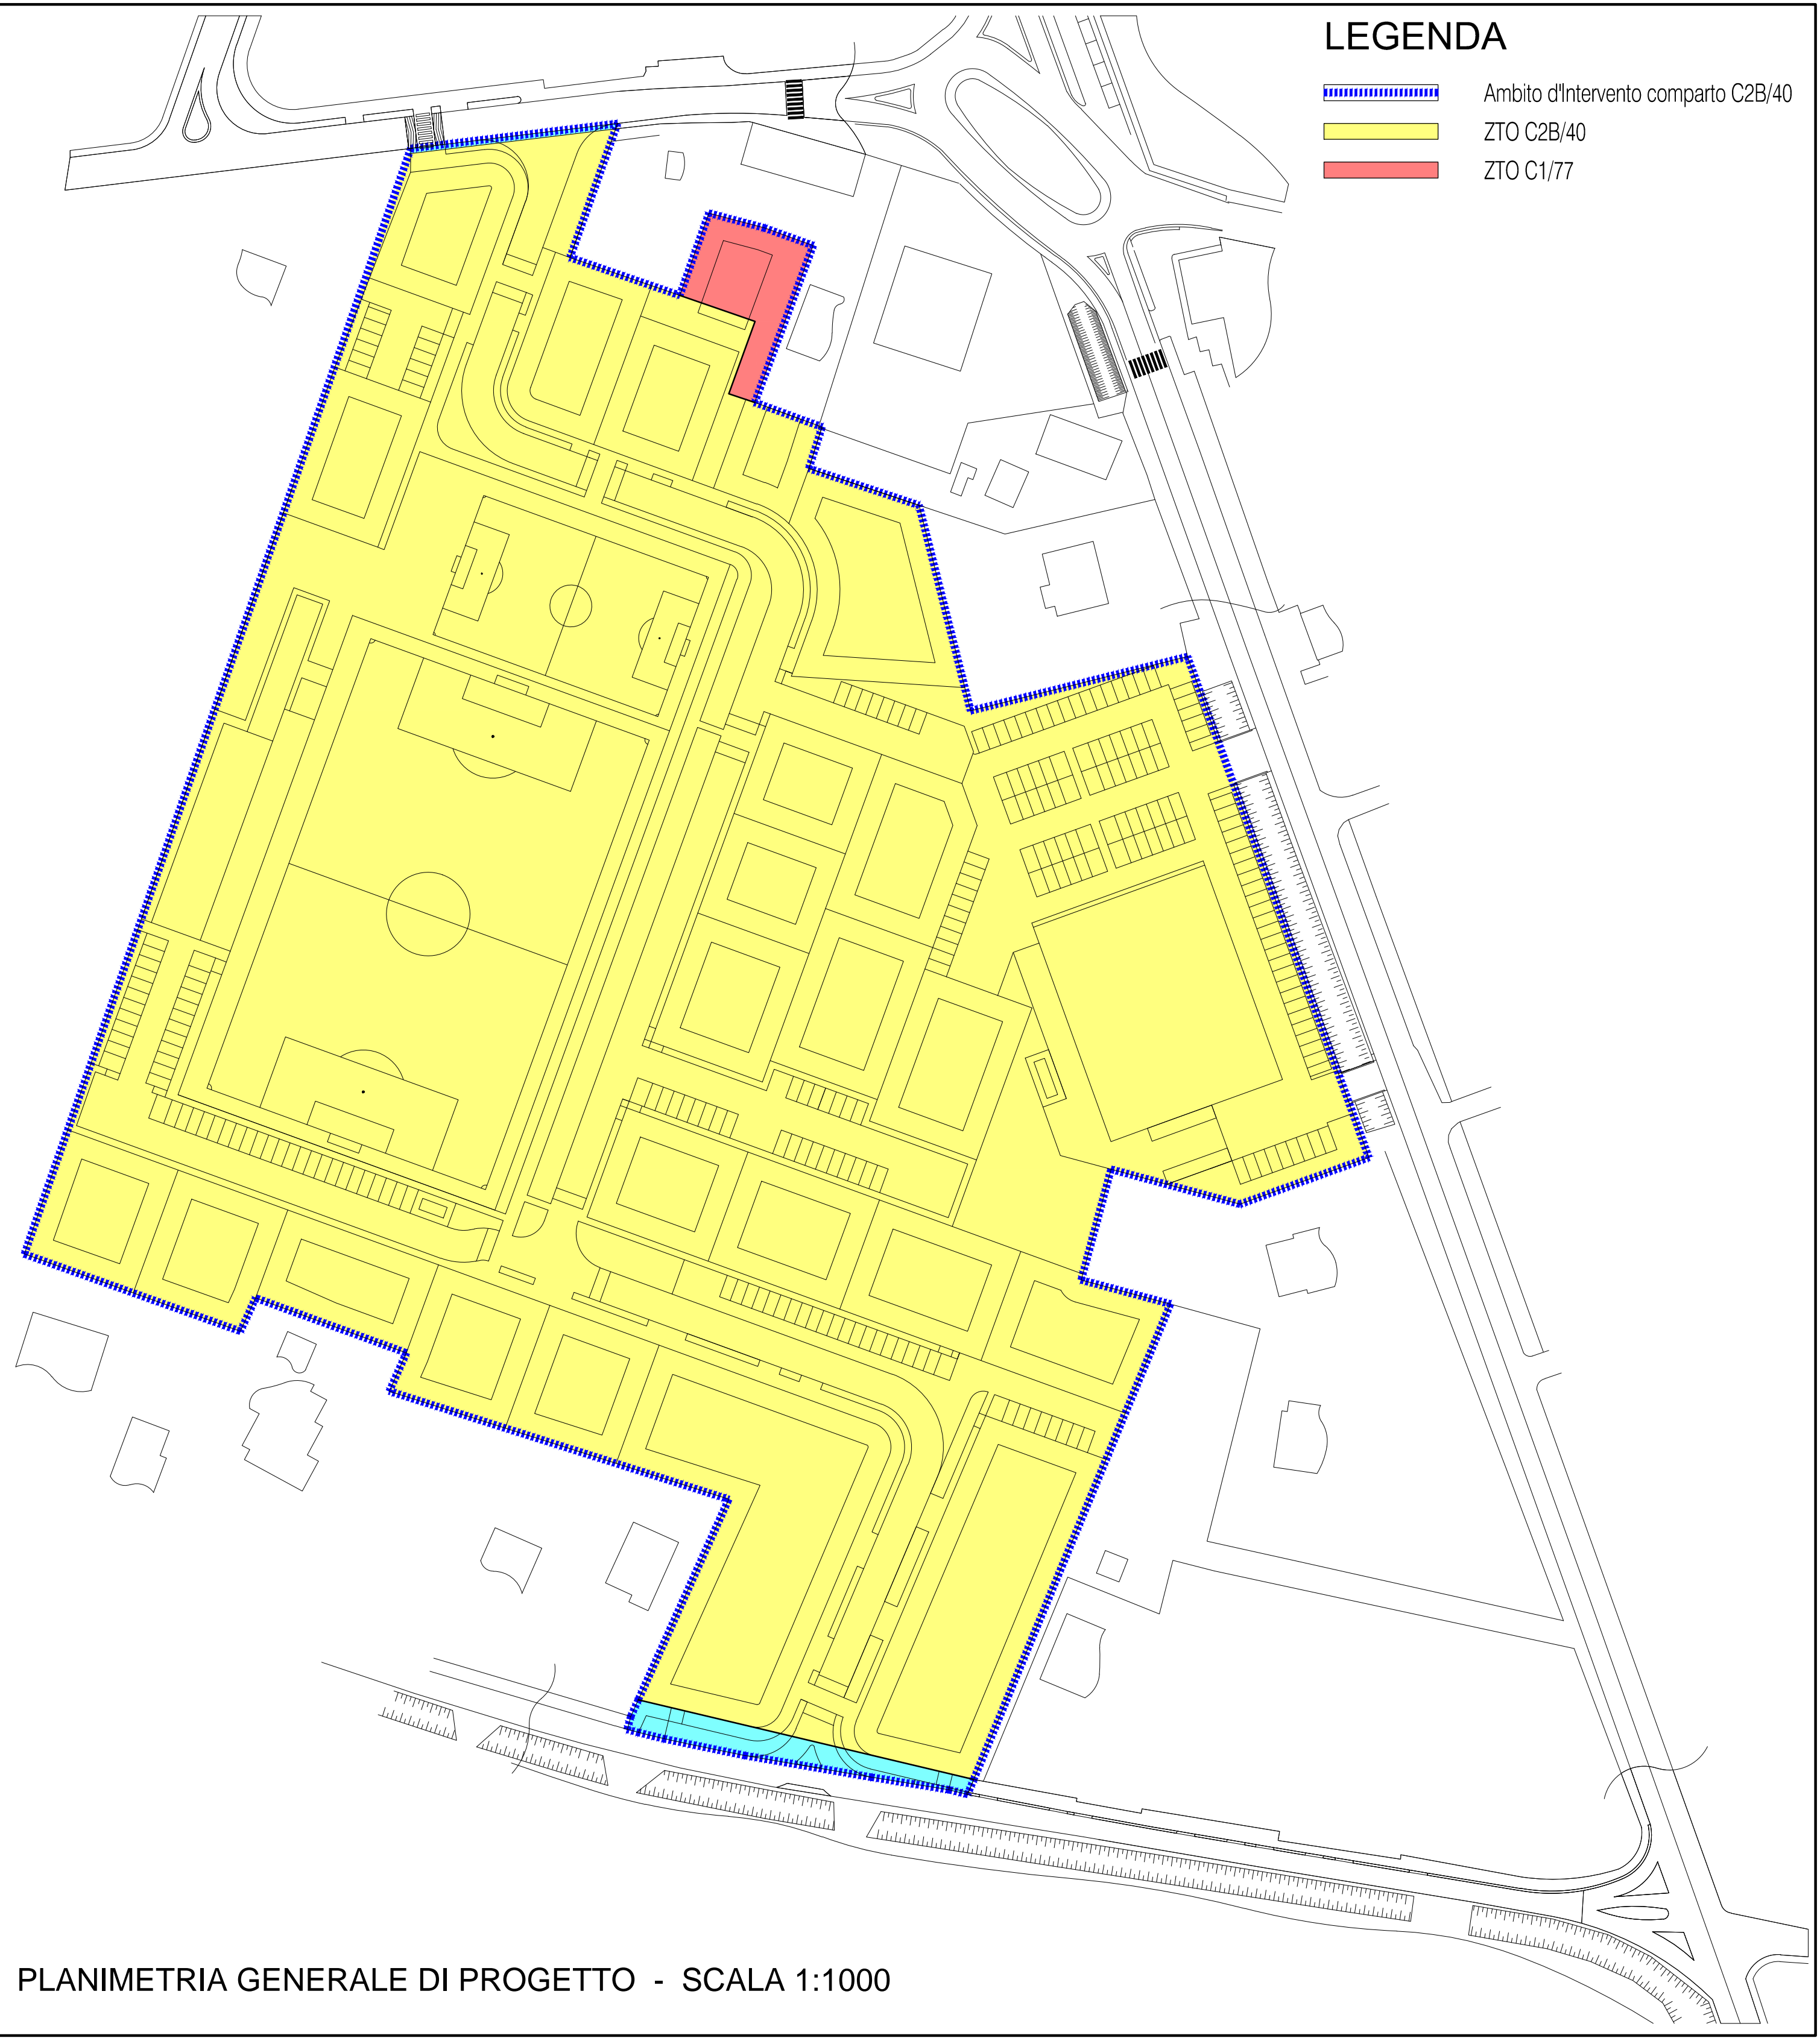 LEGENDA
Ambito d'Intervento comparto C2B/40
ZTO C2B/40
ZTO C1/77
PLANIMETRIA GENERALE DI PROGETTO - SCALA 1:1000